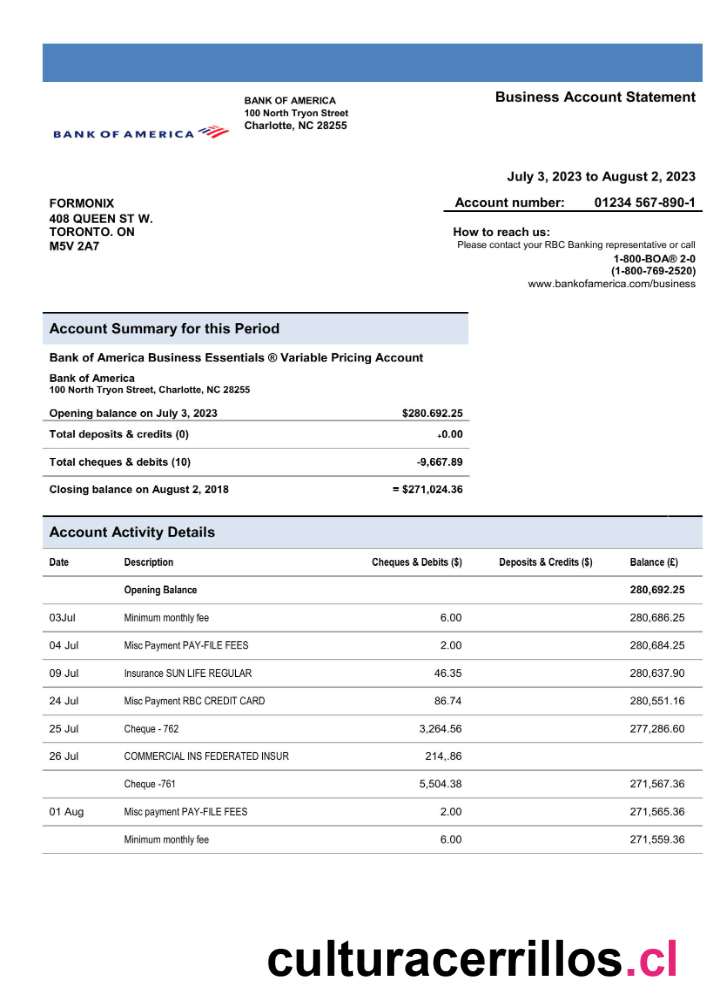 BANK OF AMERICA
BANK OF AMERICA
100 North Tryon Street
Charlotte, NC 28255
Business Account Statement
July 3, 2023 to August 2, 2023
Account number: 01234 567-890-1
FORMONIX
408 QUEEN ST W.
TORONTO. ON
M5V 2A7
How to reach us:
Please contact your RBC Banking representative or call
1-800-BOA® 2-0
(1-800-769-2520)
www.bankofamerica.com/business
Account Summary for this Period
Bank of America Business Essentials ® Variable Pricing Account
Bank of America
100 North Tryon Street, Charlotte, NC 28255
Opening balance on July 3, 2023 $280.692.25
Total deposits & credits (0) +0.00
Total cheques & debits (10) -9,667.89
Closing balance on August 2, 2018 = $271,024.36
Account Activity Details
Date Description Cheques & Debits ($) Deposits & Credits ($) Balance (£)
Opening Balance 280,692.25
03Jul Minimum monthly fee 6.00 280,686.25
04 Jul Misc Payment PAY-FILE FEES 2.00 280,684.25
09 Jul Insurance SUN LIFE REGULAR 46.35 280,637.90
24 Jul Misc Payment RBC CREDIT CARD 86.74 280,551.16
25 Jul Cheque - 762 3,264.56 277,286.60
26 Jul COMMERCIAL INS FEDERATED INSUR 214,.86
Cheque -761 5,504.38 271,567.36
01 Aug Misc payment PAY-FILE FEES 2.00 271,565.36
Minimum monthly fee 6.00 271,559.36
culturacerrillos.cl